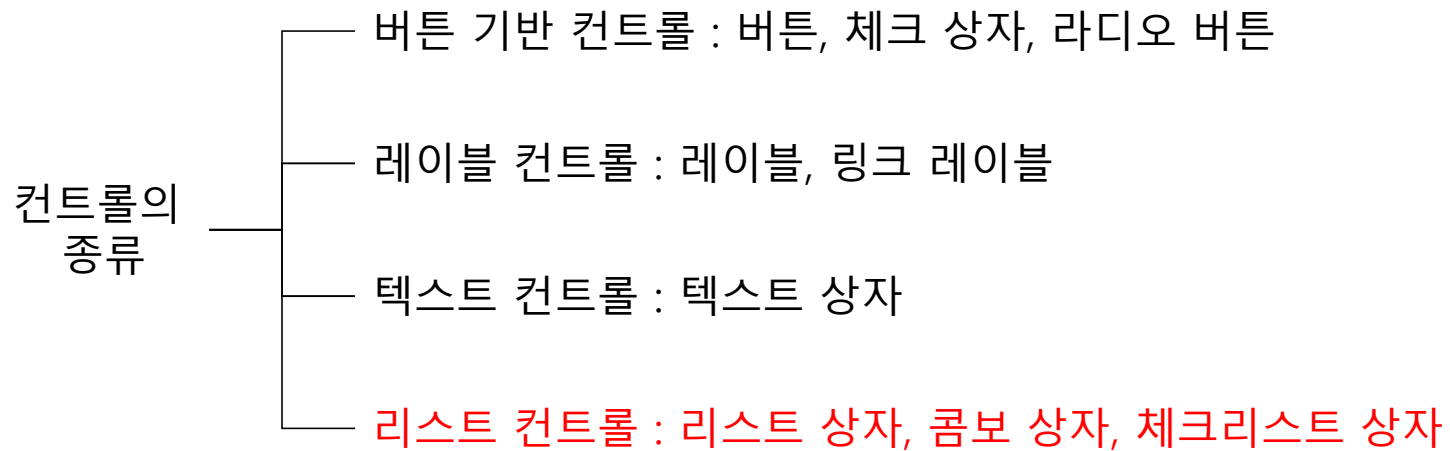 버튼 기반 컨트롤 : 버튼, 체크 상자, 라디오 버튼
레이블 컨트롤 : 레이블, 링크 레이블
컨트롤의
종류
텍스트 컨트롤 : 텍스트 상자
리스트 컨트롤 : 리스트 상자, 콤보 상자, 체크리스트 상자